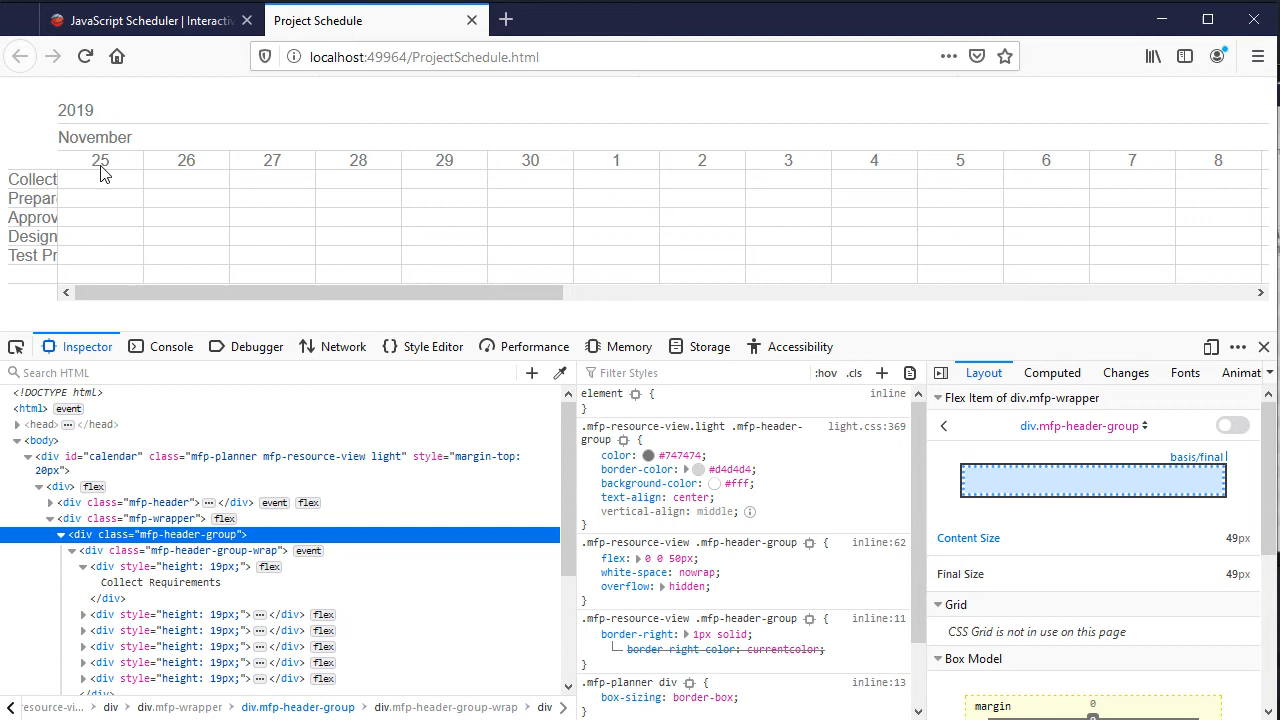 JavaScript Scheduler | Interactiv
Project Schedule
localhost:49964/ProjectSchedule.html
2019
November
25 26 27 28 29 30 1 2 3 4 5 6 7 8
Collect
Prepar
Approv
Design
Test Pr
Inspector Console Debugger Network Style Editor Performance Memory Storage Accessibility
Search HTML
Filter Styles :hov .cls
Layout Computed Changes Fonts Animat
<!DOCTYPE html>
<html> event
<head> ··· </head>
<body>
<div id="calendar" class="mfp-planner mfp-resource-view light" style="margin-top:
20px">
<div> flex
<div class="mfp-header"> ··· </div> event flex
<div class="mfp-wrapper"> flex
<div class="mfp-header-group">
<div class="mfp-header-group-wrap"> event
<div style="height: 19px;"> flex
Collect Requirements
</div>
<div style="height: 19px;"> ··· </div> flex
<div style="height: 19px;"> ··· </div> flex
<div style="height: 19px;"> ··· </div> flex
<div style="height: 19px;"> ··· </div> flex
<div style="height: 19px;"> ··· </div> flex
</div>
resource-vi… div div.mfp-wrapper div.mfp-header-group div.mfp-header-group-wrap div
element { inline
}
.mfp-resource-view.light .mfp-header- light.css:369
group {
color: #747474;
border-color: #d4d4d4;
background-color: #fff;
text-align: center;
vertical-align: middle;
}
.mfp-resource-view .mfp-header-group { inline:62
flex: 0 0 50px;
white-space: nowrap;
overflow: hidden;
}
.mfp-resource-view .mfp-header-group { inline:11
border-right: 1px solid;
border-right-color: currentcolor;
}
.mfp-planner div { inline:13
box-sizing: border-box;
}
Flex Item of div.mfp-wrapper
div.mfp-header-group
basis/final
Content Size 49px
Final Size 49px
Grid
CSS Grid is not in use on this page
Box Model
margin 0